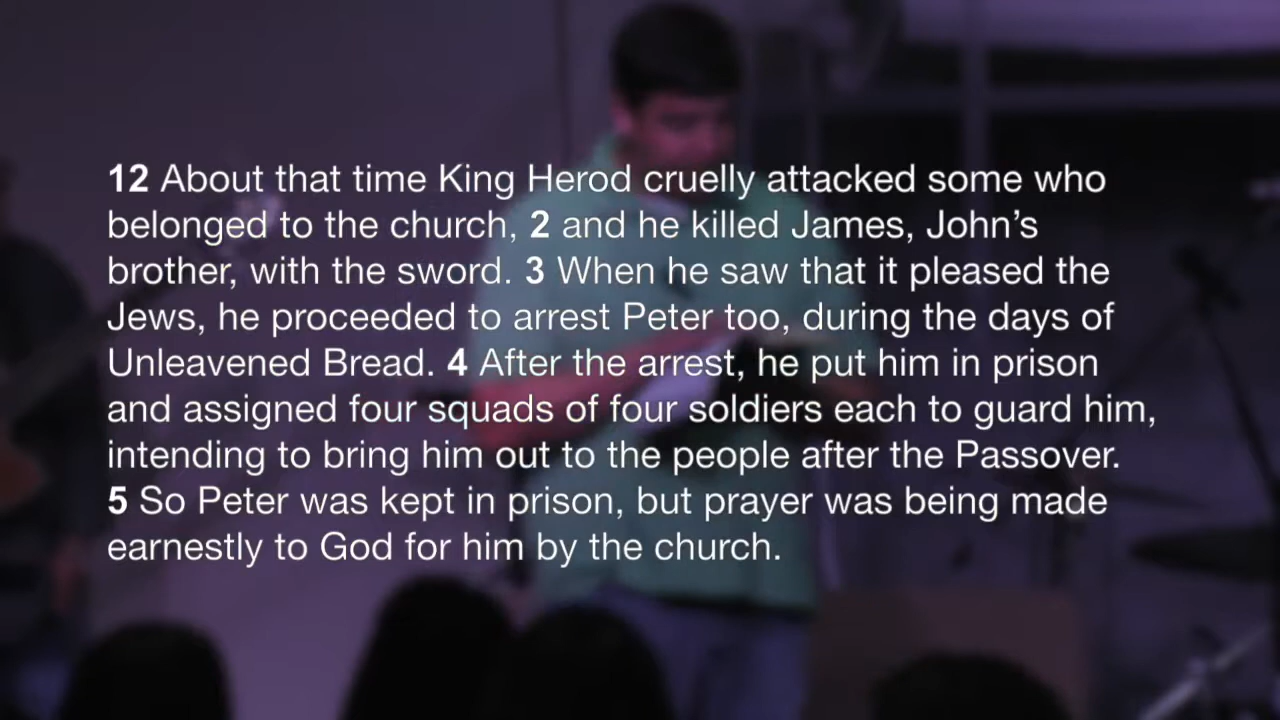 12 About that time King Herod cruelly attacked some who
belonged to the church, 2 and he killed James, John’s
brother, with the sword. 3 When he saw that it pleased the
Jews, he proceeded to arrest Peter too, during the days of
Unleavened Bread. 4 After the arrest, he put him in prison
and assigned four squads of four soldiers each to guard him,
intending to bring him out to the people after the Passover.
5 So Peter was kept in prison, but prayer was being made
earnestly to God for him by the church.